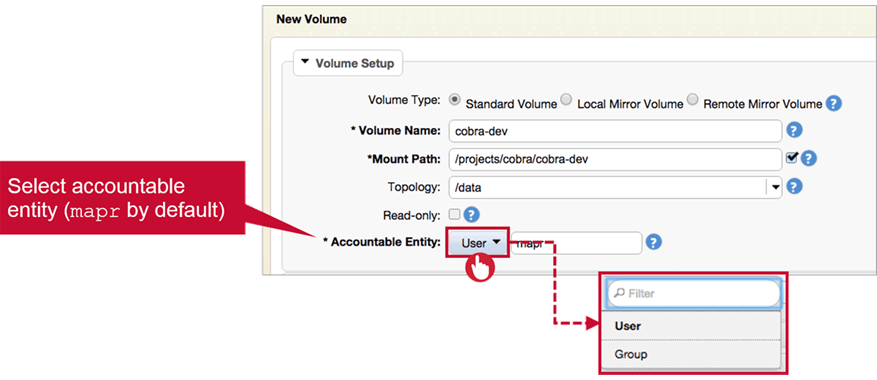 New Volume
Volume Setup
Volume Type: Standard Volume Local Mirror Volume Remote Mirror Volume ?
* Volume Name: cobra-dev ?
*Mount Path: /projects/cobra/cobra-dev ?
Topology: /data ?
Read-only: ?
* Accountable Entity: User mapr ?
Select accountable
entity (mapr by default)
Filter
User
Group